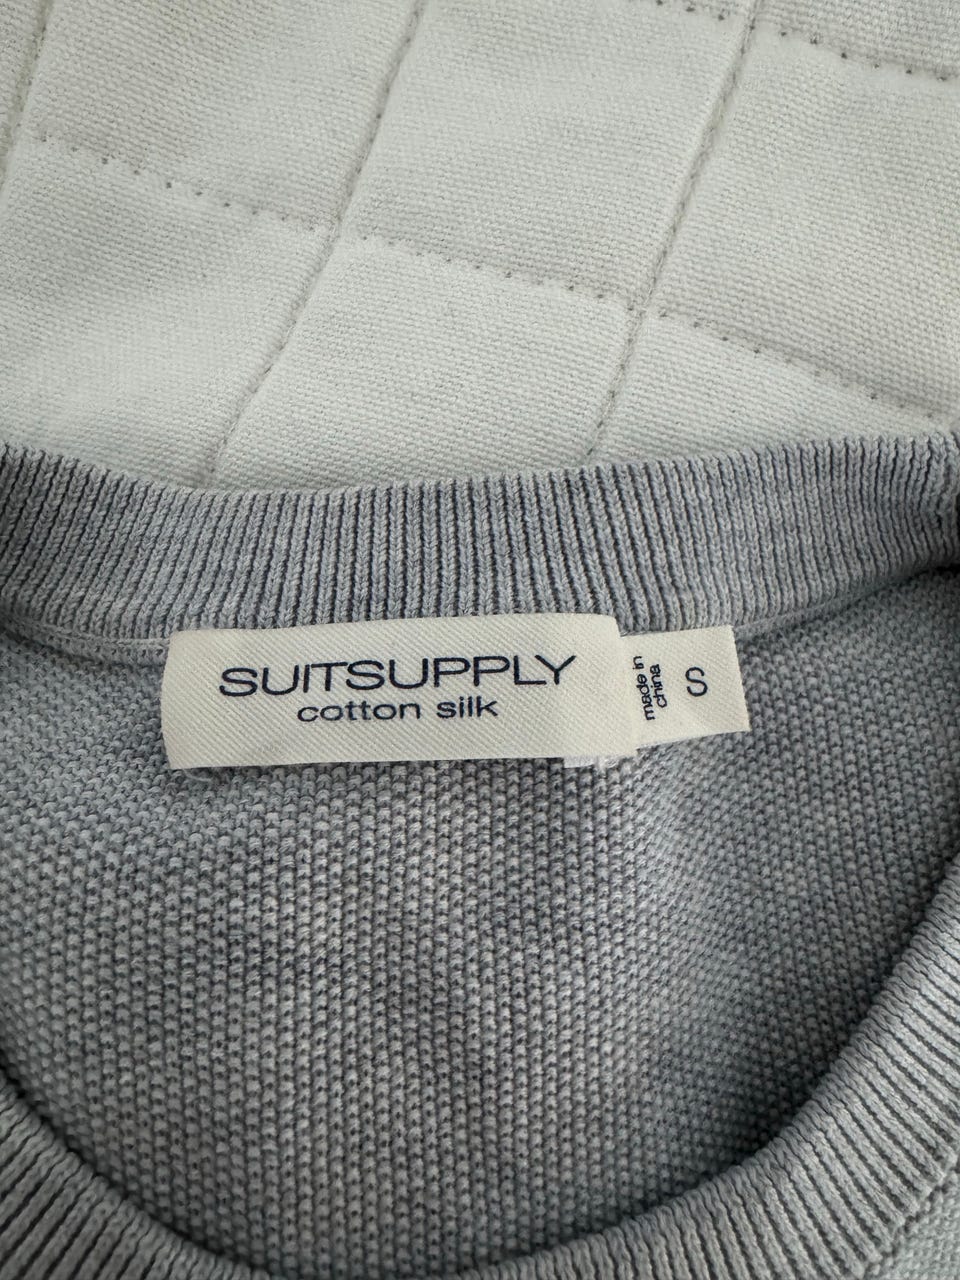 SUITSUPPLY
cotton silk
made in
china
S